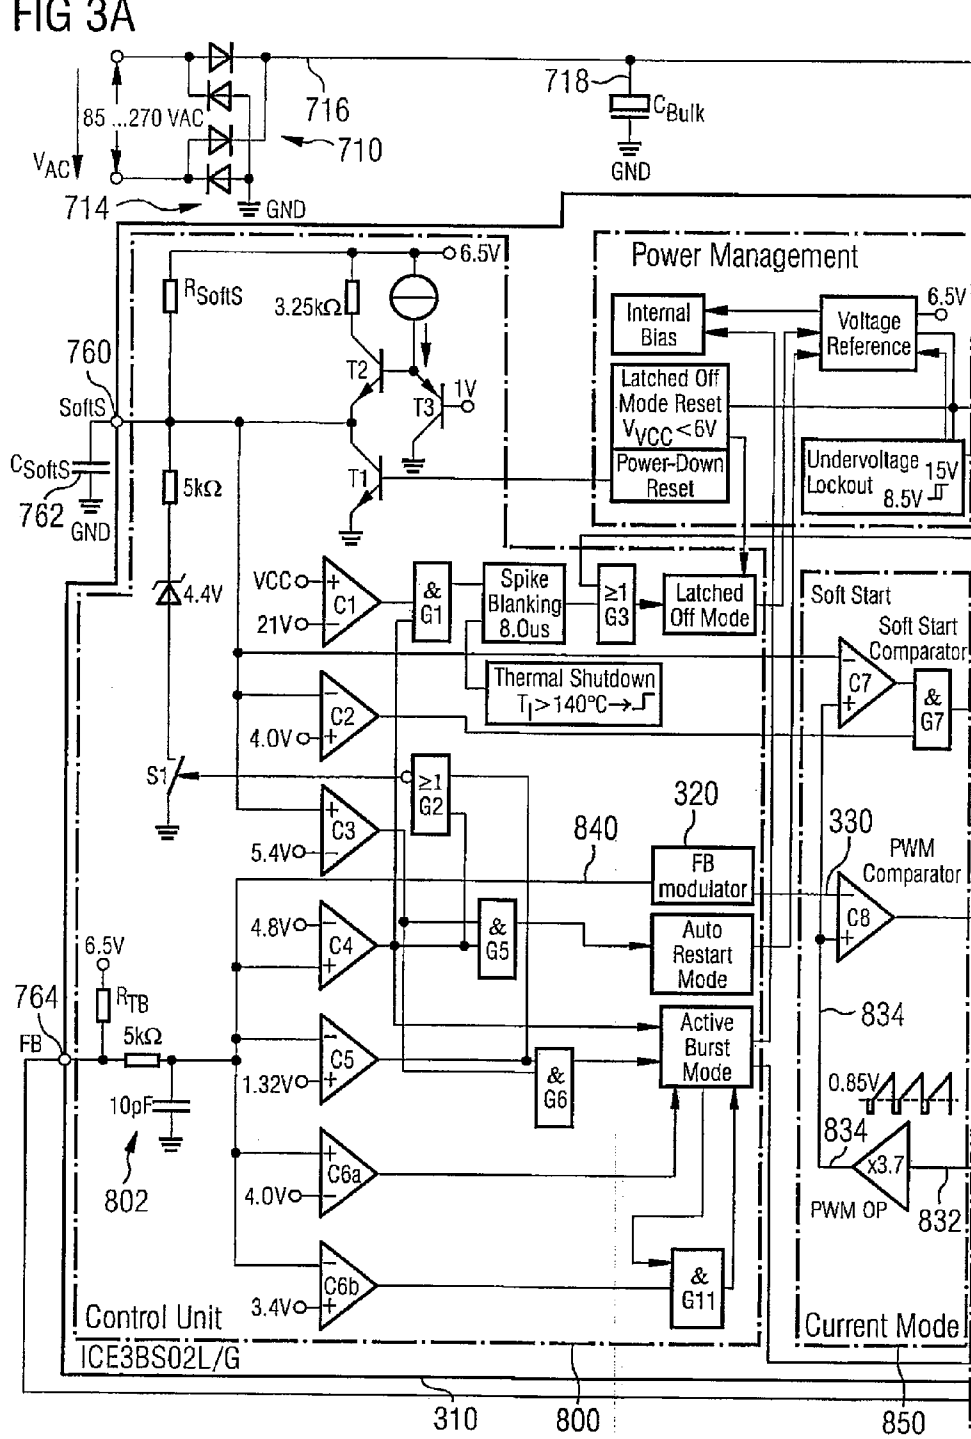 FIG 3A
718
716
C Bulk
85 ...270 VAC
710
VAC
GND
714
GND
6.5V
Power Management
RSoftS
3.25kΩ
6.5V
Internal
Bias
Voltage
Reference
760
T2
1V
T3
Latched Off
Mode Reset
VVCC <6V
SoftS
CSoftS
762
GND
5kΩ
T1
Power-Down
Reset
Undervoltage
Lockout
15V
8.5V
4.4V
VCC
+
C1
21V
−
&
G1
Spike
Blanking
8.0us
≥1
G3
Latched
Off Mode
Soft Start
Soft Start
Comparator
Thermal Shutdown
TJ >140°C→
−
C7
+
&
G7
−
C2
4.0V
+
S1
≥1
G2
320
+
C3
5.4V
−
840
FB
modulator
330
PWM
Comparator
−
C8
+
4.8V
−
C4
+
&
G5
Auto
Restart
Mode
6.5V
764
RTB
FB
5kΩ
−
C5
1.32V
+
&
G6
Active
Burst
Mode
834
0.85V
10pF
802
+
C6a
4.0V
−
834
x3.7
PWM OP
832
−
C6b
3.4V
+
&
G11
Control Unit
Current Mode
ICE3BS02L/G
310
800
850